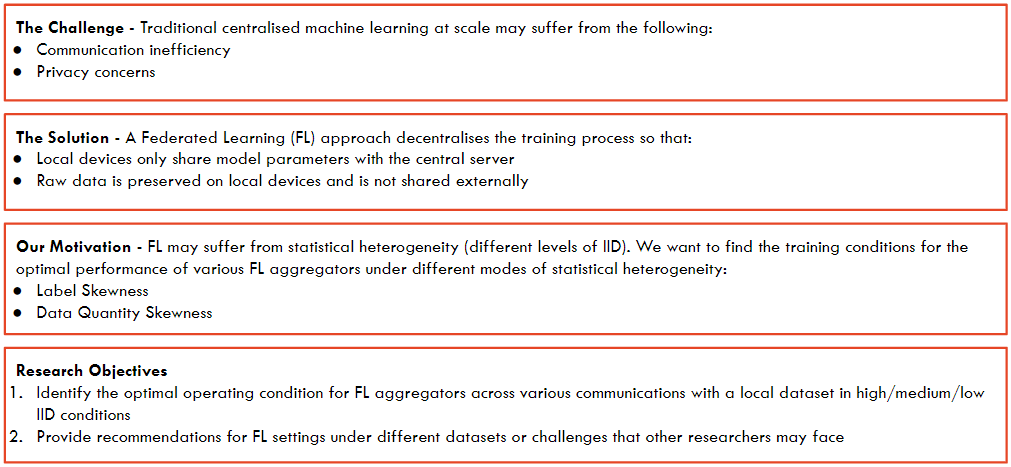 The Challenge - Traditional centralised machine learning at scale may suffer from the following:
● Communication inefficiency
● Privacy concerns
The Solution - A Federated Learning (FL) approach decentralises the training process so that:
● Local devices only share model parameters with the central server
● Raw data is preserved on local devices and is not shared externally
Our Motivation - FL may suffer from statistical heterogeneity (different levels of IID). We want to find the training conditions for the
optimal performance of various FL aggregators under different modes of statistical heterogeneity:
● Label Skewness
● Data Quantity Skewness
Research Objectives
1. Identify the optimal operating condition for FL aggregators across various communications with a local dataset in high/medium/low
IID conditions
2. Provide recommendations for FL settings under different datasets or challenges that other researchers may face